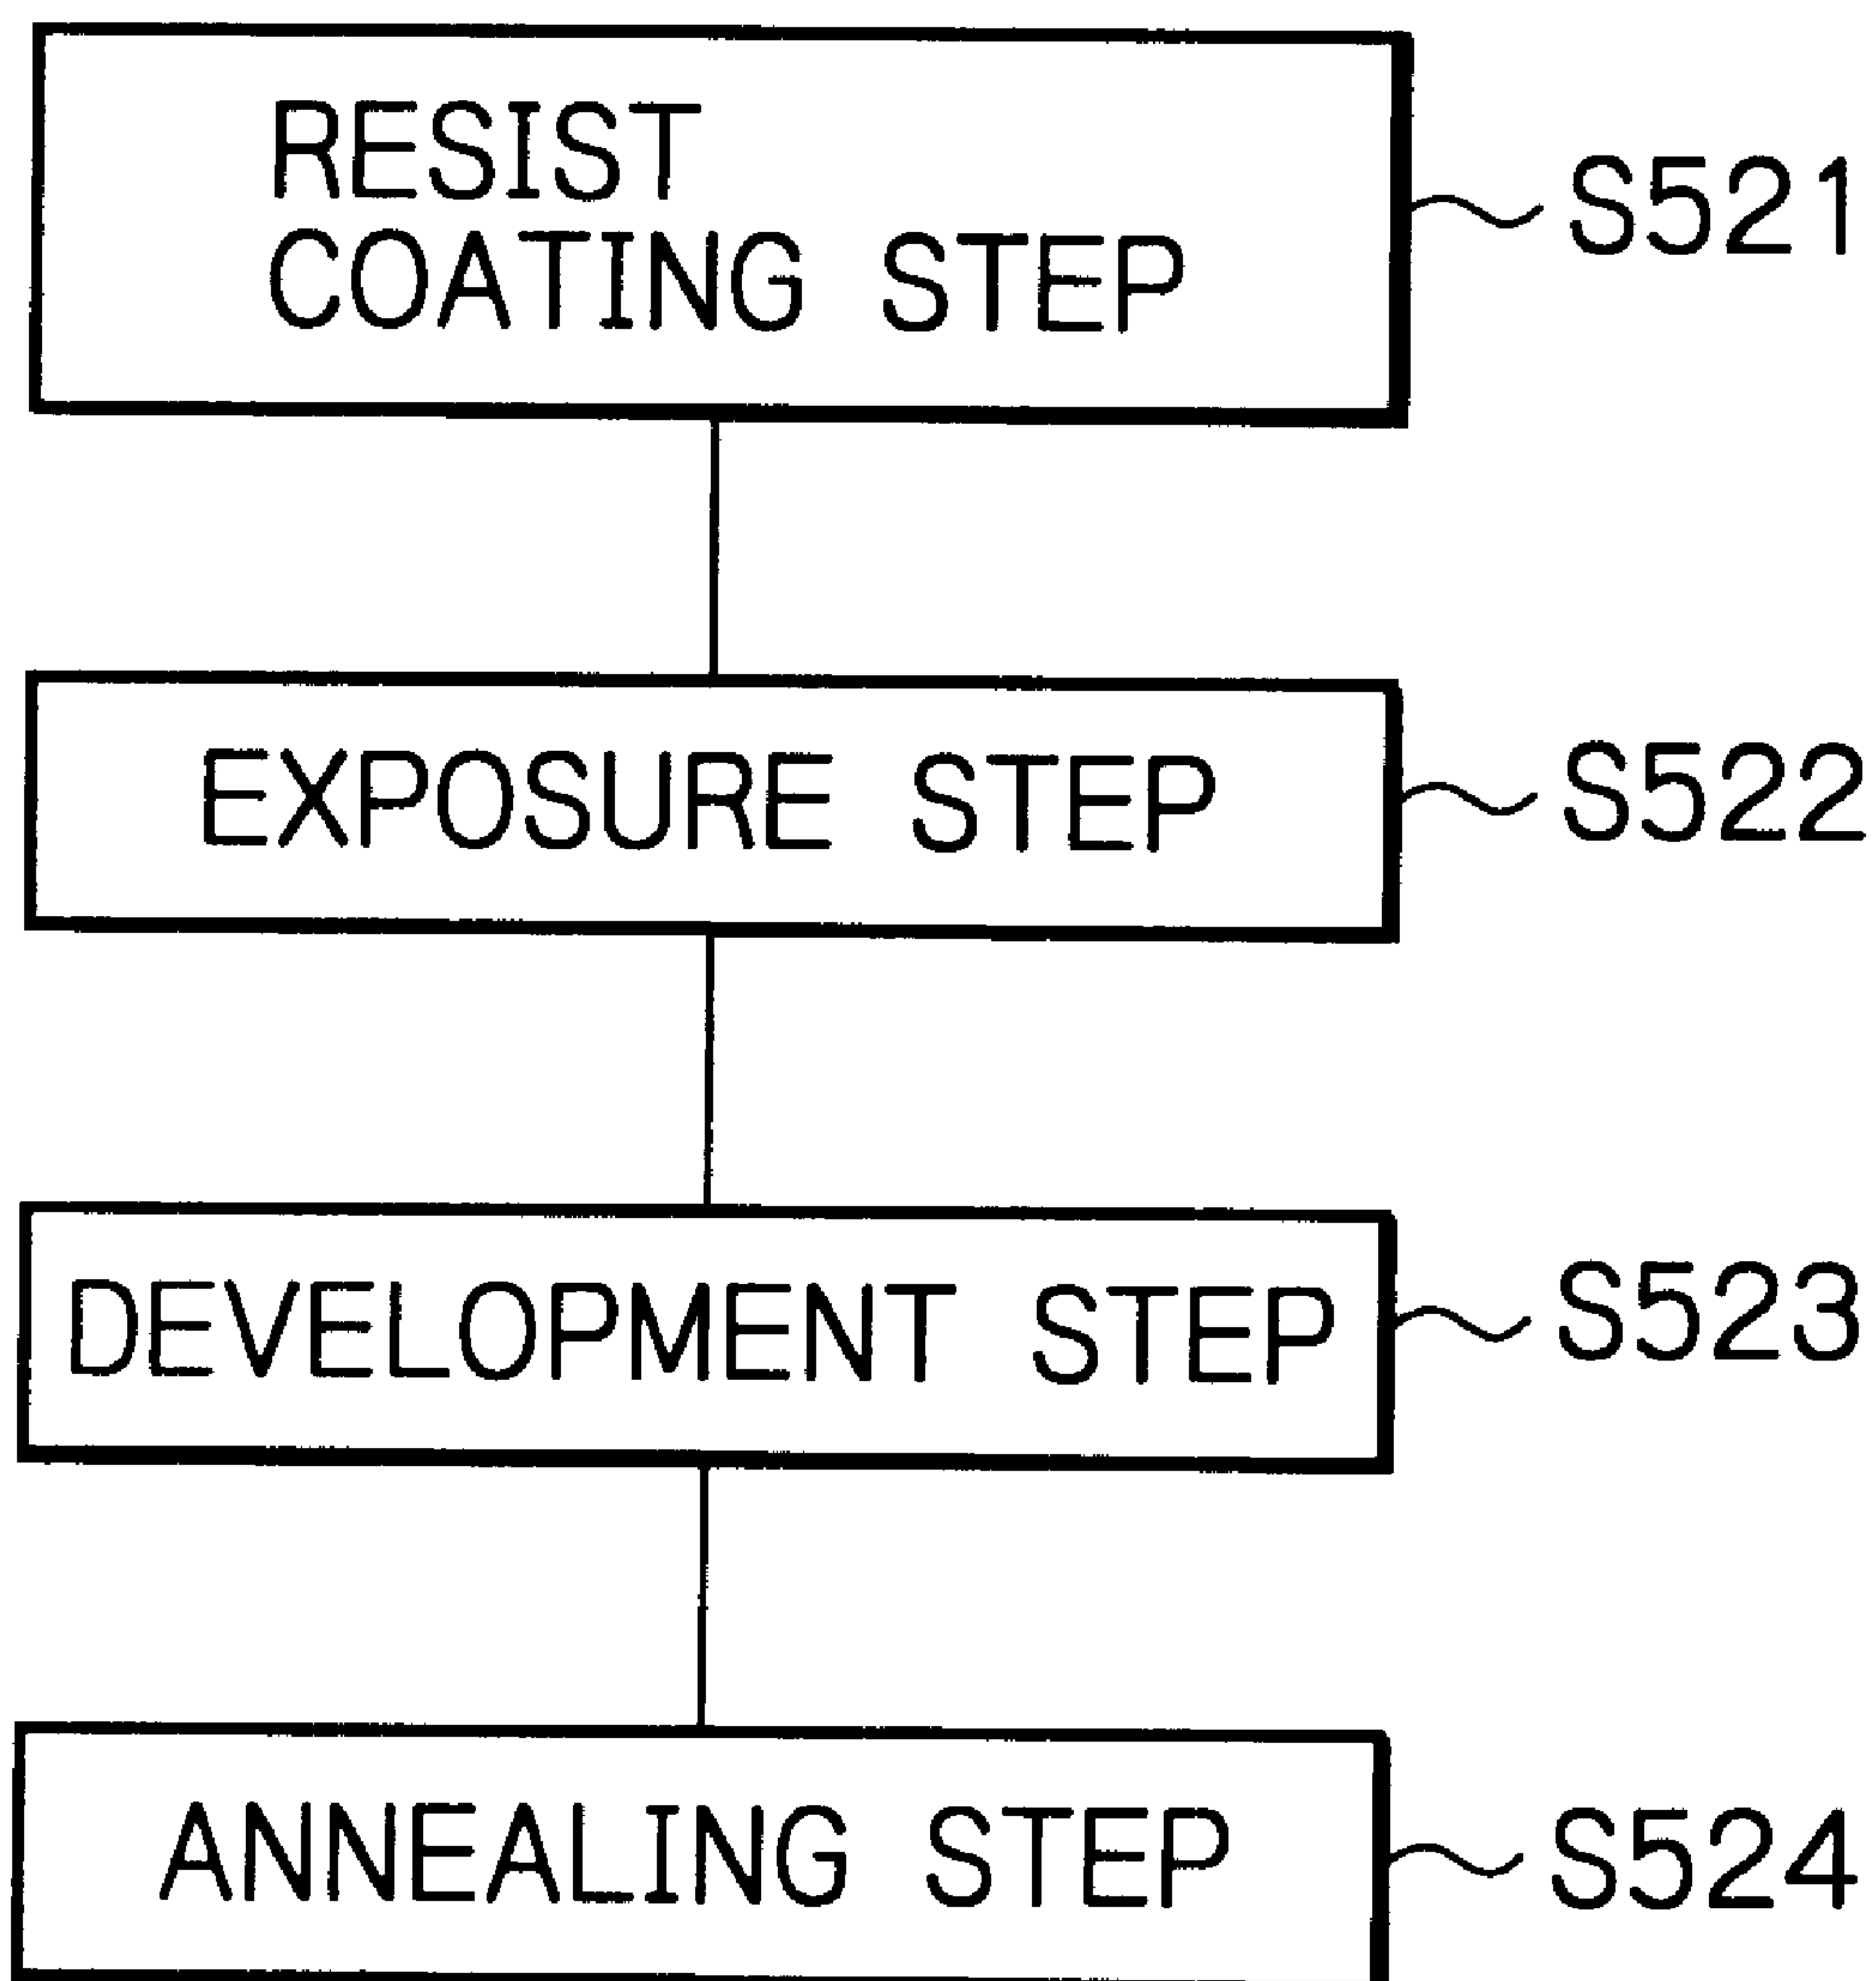 RESIST
COATING STEP
S521
EXPOSURE STEP
S522
DEVELOPMENT STEP
S523
ANNEALING STEP
S524